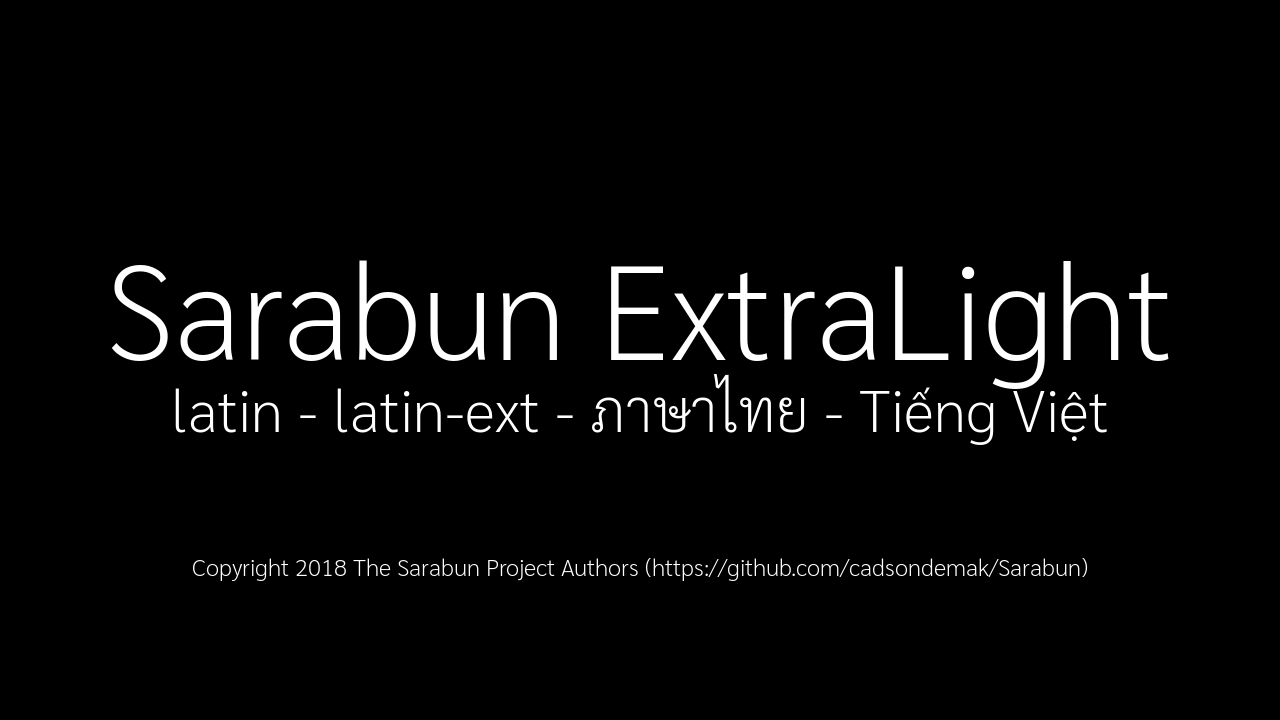 Sarabun ExtraLight
latin - latin-ext - ภาษาไทย - Tiếng Việt
Copyright 2018 The Sarabun Project Authors (https://github.com/cadsondemak/Sarabun)